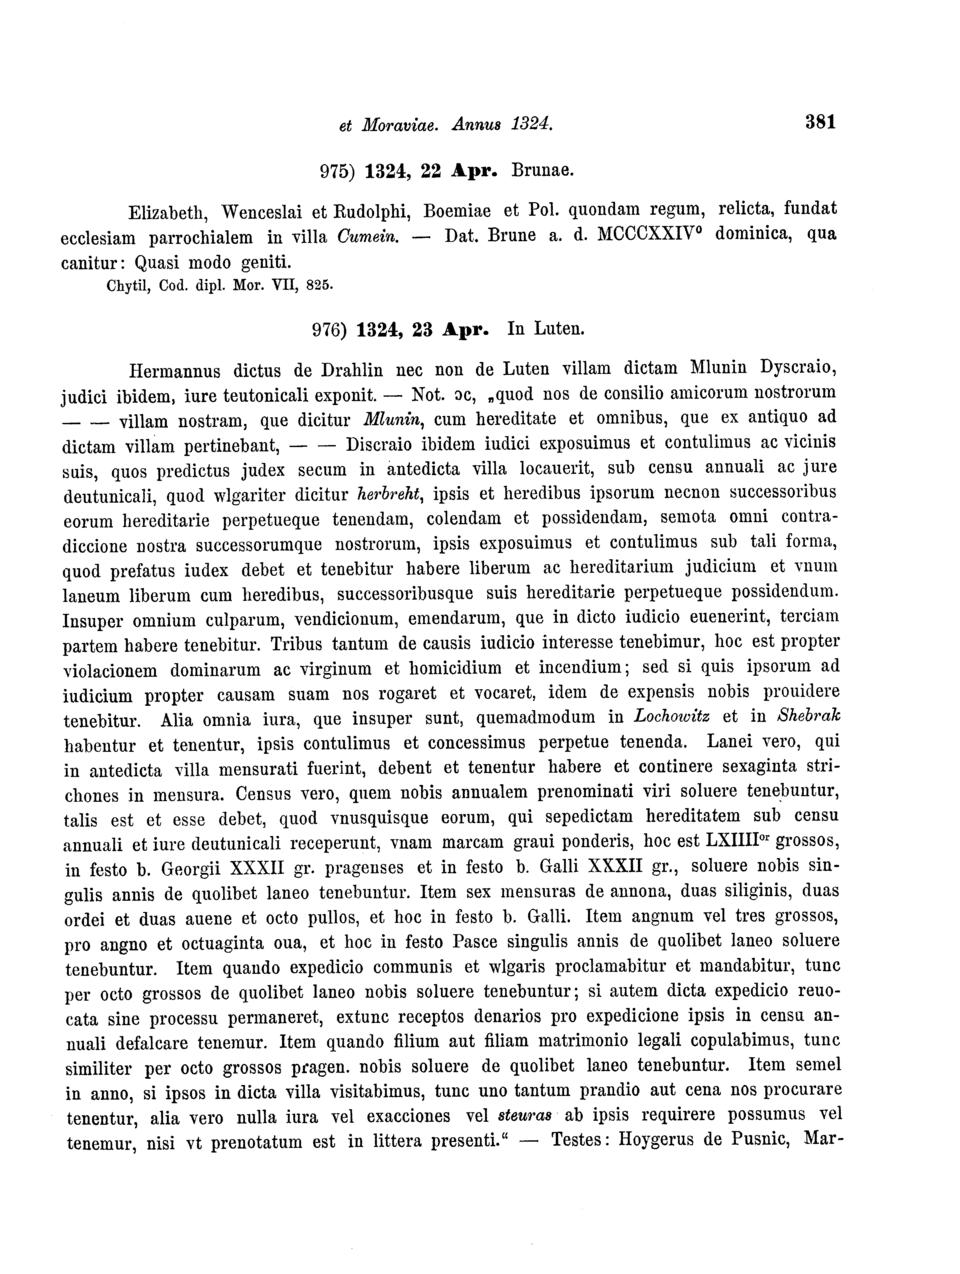 et Moraviae. Annus 1324. 381
975) 1324, 22 Apr. Brunae.
Elizabeth, Wenceslai et Rudolphi, Boemiae et Pol. quondam regum, relicta, fundat
ecclesiam parrochialem in villa Cumein. — Dat. Brune a. d. MCCCXXIVº dominica, qua
canitur: Quasi modo geniti.
Chytil, Cod. dipl. Mor. VII, 825.
976) 1324, 23 Apr. In Luten.
Hermannus dictus de Drahlin nec non de Luten villam dictam Mlunin Dyscraio,
judici ibidem, iure teutonicali exponit. — Not. ɔc, „quod nos de consilio amicorum nostrorum
— — villam nostram, que dicitur Mlunin, cum hereditate et omnibus, que ex antiquo ad
dictam villam pertinebant, — — Discraio ibidem iudici exposuimus et contulimus ac vicinis
suis, quos predictus judex secum in antedicta villa locauerit, sub censu annuali ac jure
deutunicali, quod wlgariter dicitur herbreht, ipsis et heredibus ipsorum necnon successoribus
eorum hereditarie perpetueque tenendam, colendam et possidendam, semota omni contra-
diccione nostra successorumque nostrorum, ipsis exposuimus et contulimus sub tali forma,
quod prefatus iudex debet et tenebitur habere liberum ac hereditarium judicium et vnum
laneum liberum cum heredibus, successoribusque suis hereditarie perpetueque possidendum.
Insuper omnium culparum, vendicionum, emendarum, que in dicto iudicio euenerint, terciam
partem habere tenebitur. Tribus tantum de causis iudicio interesse tenebimur, hoc est propter
violacionem dominarum ac virginum et homicidium et incendium; sed si quis ipsorum ad
iudicium propter causam suam nos rogaret et vocaret, idem de expensis nobis prouidere
tenebitur. Alia omnia iura, que insuper sunt, quemadmodum in Lochowitz et in Shebrak
habentur et tenentur, ipsis contulimus et concessimus perpetue tenenda. Lanei vero, qui
in antedicta villa mensurati fuerint, debent et tenentur habere et continere sexaginta stri-
chones in mensura. Census vero, quem nobis annualem prenominati viri soluere tenebuntur,
talis est et esse debet, quod vnusquisque eorum, qui sepedictam hereditatem sub censu
annuali et iure deutunicali receperunt, vnam marcam graui ponderis, hoc est LXIIIIor grossos,
in festo b. Georgii XXXII gr. pragenses et in festo b. Galli XXXII gr., soluere nobis sin-
gulis annis de quolibet laneo tenebuntur. Item sex mensuras de annona, duas siliginis, duas
ordei et duas auene et octo pullos, et hoc in festo b. Galli. Item angnum vel tres grossos,
pro angno et octuaginta oua, et hoc in festo Pasce singulis annis de quolibet laneo soluere
tenebuntur. Item quando expedicio communis et wlgaris proclamabitur et mandabitur, tunc
per octo grossos de quolibet laneo nobis soluere tenebuntur; si autem dicta expedicio reuo-
cata sine processu permaneret, extunc receptos denarios pro expedicione ipsis in censu an-
nuali defalcare tenemur. Item quando filium aut filiam matrimonio legali copulabimus, tunc
similiter per octo grossos pragen. nobis soluere de quolibet laneo tenebuntur. Item semel
in anno, si ipsos in dicta villa visitabimus, tunc uno tantum prandio aut cena nos procurare
tenentur, alia vero nulla iura vel exacciones vel steuras ab ipsis requirere possumus vel
tenemur, nisi vt prenotatum est in littera presenti.“ — Testes: Hoygerus de Pusnic, Mar-